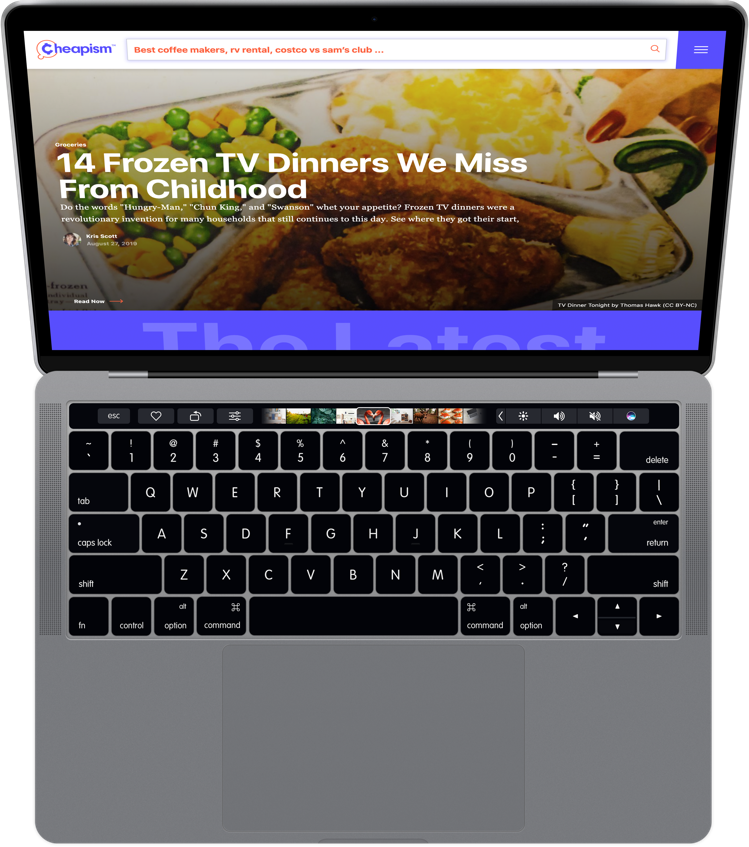 Cheapism™
Best coffee makers, rv rental, costco vs sam's club ...
Groceries
14 Frozen TV Dinners We Miss
From Childhood
Do the words "Hungry-Man," "Chun King," and "Swanson" whet your appetite? Frozen TV dinners were a
revolutionary invention for many households that still continues to this day. See where they got their start,
Kris Scott
August 27, 2019
frozen
Read Now
TV Dinner Tonight by Thomas Hawk (CC BY-NC)
The Latest
esc
~ ! @ # $ % ^ & * ( ) – +
` 1 2 3 4 5 6 7 8 9 0 - = delete
tab Q W E R T Y U I O P { [ } ] | \
caps lock A S D F G H J K L : ; " ' enter return
shift Z X C V B N M < , > . ? / shift
fn control alt option ⌘ command ⌘ command alt option ◄ ▲ ▼ ►